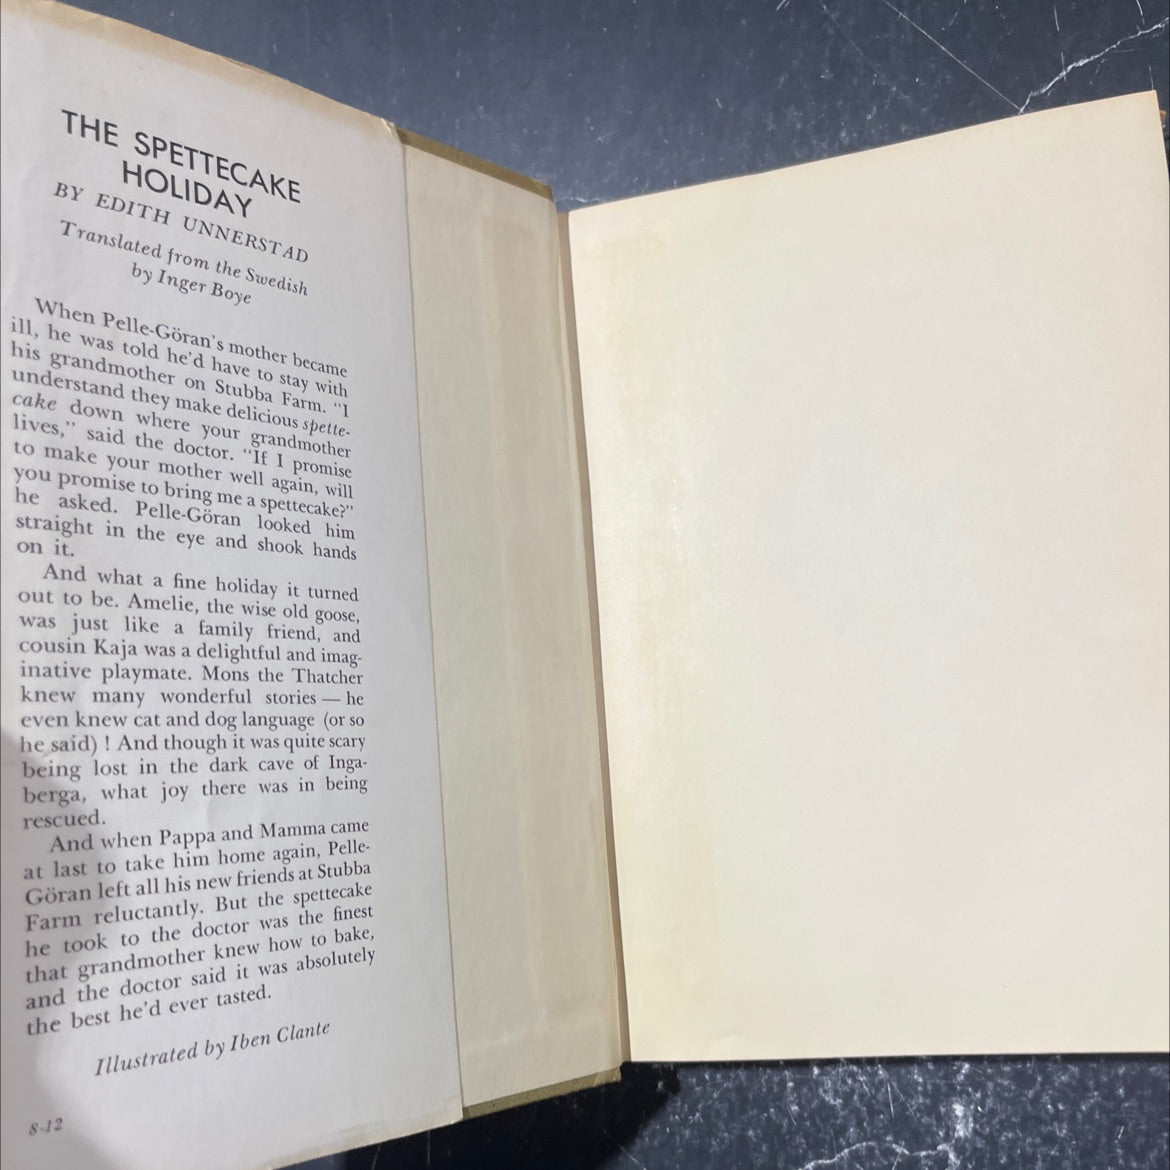 THE SPETTECAKE
HOLIDAY
BY EDITH UNNERSTAD
Translated from the Swedish
by Inger Boye
When Pelle-Göran's mother became
ill, he was told he'd have to stay with
his grandmother on Stubba Farm. "I
understand they make delicious spette-
cake down where your grandmother
lives," said the doctor. "If I promise
to make your mother well again, will
you promise to bring me a spettecake?"
he asked. Pelle-Göran looked him
straight in the eye and shook hands
on it.
And what a fine holiday it turned
out to be. Amelie, the wise old goose,
was just like a family friend, and
cousin Kaja was a delightful and imag-
inative playmate. Mons the Thatcher
knew many wonderful stories — he
even knew cat and dog language (or so
he said) ! And though it was quite scary
being lost in the dark cave of Inga-
berga, what joy there was in being
rescued.
And when Pappa and Mamma came
at last to take him home again, Pelle-
Göran left all his new friends at Stubba
Farm reluctantly. But the spettecake
he took to the doctor was the finest
that grandmother knew how to bake,
and the doctor said it was absolutely
the best he'd ever tasted.
Illustrated by Iben Clante
8-12